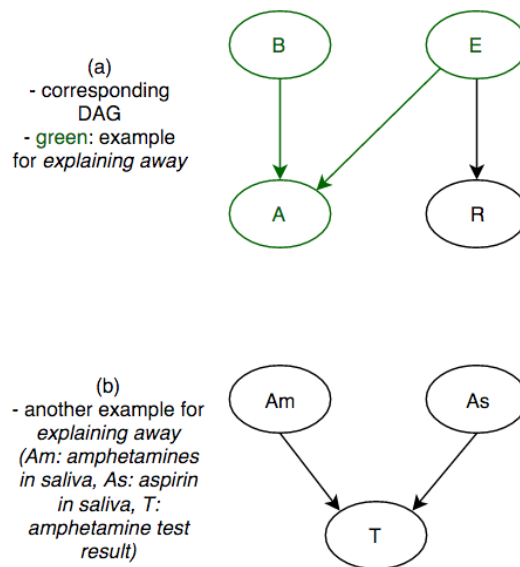 (a)
- corresponding
DAG
- green: example
for explaining away
B
E
A
R
(b)
- another example for
explaining away
(Am: amphetamines
in saliva, As: aspirin
in saliva, T:
amphetamine test
result)
Am
As
T